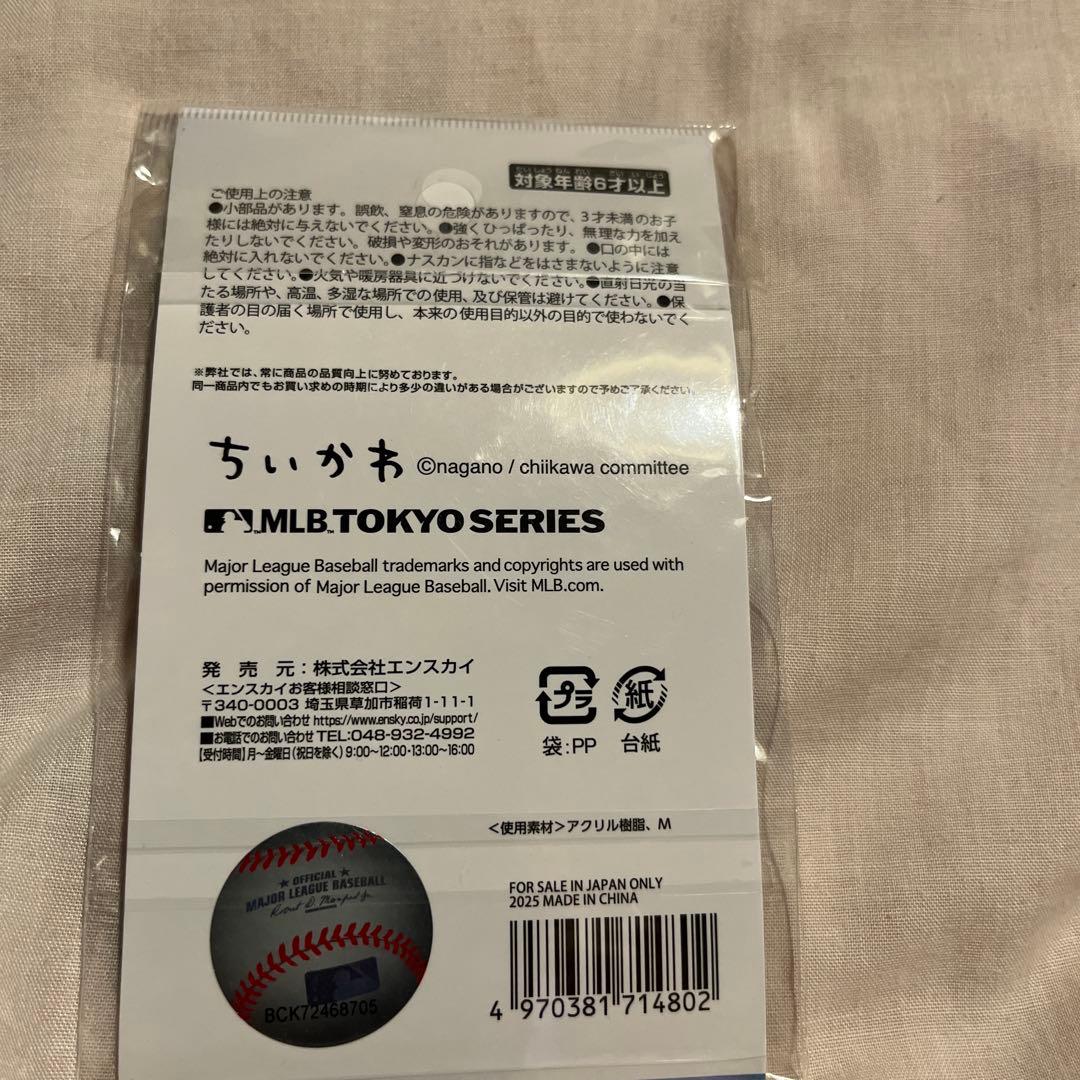 たいしょうねんれい さいいじょう
対象年齢6才以上
ご使用上の注意
●小部品があります。誤飲、窒息の危険がありますので、3才未満のお子
様には絶対に与えないでください。●強くひっぱったり、無理な力を加え
たりしないでください。破損や変形のおそれがあります。●口の中には
絶対に入れないでください。●ナスカンに指などをはさまないように注意
してください。●火気や暖房器具に近づけないでください。●直射日光の当
たる場所や、高温、多湿な場所での使用、及び保管は避けてください。●保
護者の目の届く場所で使用し、本来の使用目的以外の目的で使わないでく
ださい。
※弊社では、常に商品の品質向上に努めております。
同一商品内でもお買い求めの時期により多少の違いがある場合がございますので予めご了承ください。
ちいかわ ©nagano / chiikawa committee
MLB TOKYO SERIES
Major League Baseball trademarks and copyrights are used with
permission of Major League Baseball. Visit MLB.com.
発売元:株式会社エンスカイ
<エンスカイお客様相談窓口>
〒340-0003 埼玉県草加市稲荷1-11-1
■Webでのお問い合わせ https://www.ensky.co.jp/support/
■お電話でのお問い合わせ TEL:048-932-4992
【受付時間】月~金曜日(祝日を除く)9:00~12:00・13:00~16:00
プラ 紙
袋:PP 台紙
<使用素材>アクリル樹脂、M
FOR SALE IN JAPAN ONLY
2025 MADE IN CHINA
4 970381 714802
★ OFFICIAL ★
MAJOR LEAGUE BASEBALL
Robert D. Manfred Jr.
BCK72468705